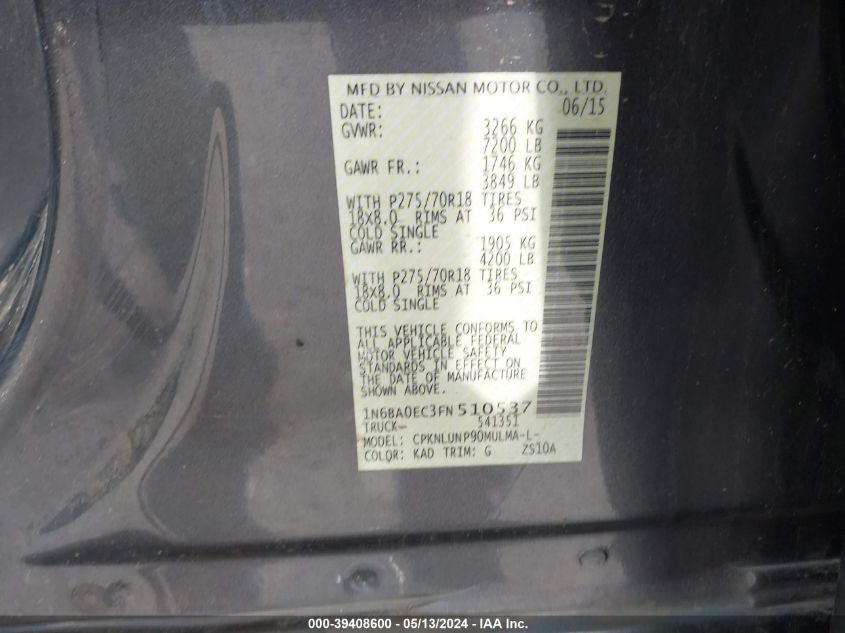 MFD BY NISSAN MOTOR CO., LTD.
DATE: 06/15
GVWR: 3266 KG
7200 LB
GAWR FR.: 1746 KG
3849 LB
WITH P275/70R18 TIRES
18X8.0 RIMS AT 36 PSI
COLD SINGLE
GAWR RR.: 1905 KG
4200 LB
WITH P275/70R18 TIRES
18X8.0 RIMS AT 36 PSI
COLD SINGLE
THIS VEHICLE CONFORMS TO
ALL APPLICABLE FEDERAL
MOTOR VEHICLE SAFETY
STANDARDS IN EFFECT ON
THE DATE OF MANUFACTURE
SHOWN ABOVE.
1N6BA0EC3FN510537
TRUCK- 541351
MODEL: CPKNLUNP90MULMA-L-
COLOR: KAD TRIM: G ZS10A
000-39408600 - 05/13/2024 - IAA Inc.